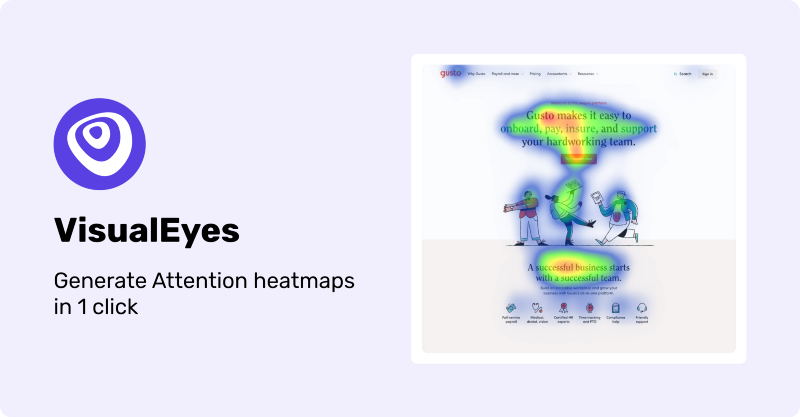 VisualEyes
Generate Attention heatmaps
in 1 click
gusto
Why Gusto Payroll and more Pricing Accountants Resources Search Sign in
Gusto makes it easy to
onboard, pay, insure, and support
your hardworking team.
A successful business starts
with a successful team.
Full-service
payroll
Medical,
dental, vision
Certified HR
experts
Time tracking
and PTO
Compliance
help
Friendly
support